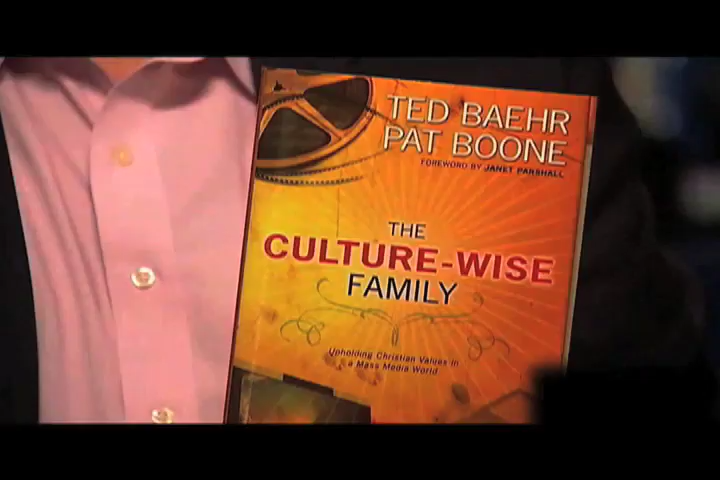 TED BAEHR
PAT BOONE
FOREWORD BY JANET PARSHALL
THE
CULTURE-WISE
FAMILY
Upholding Christian Values in
a Mass Media World